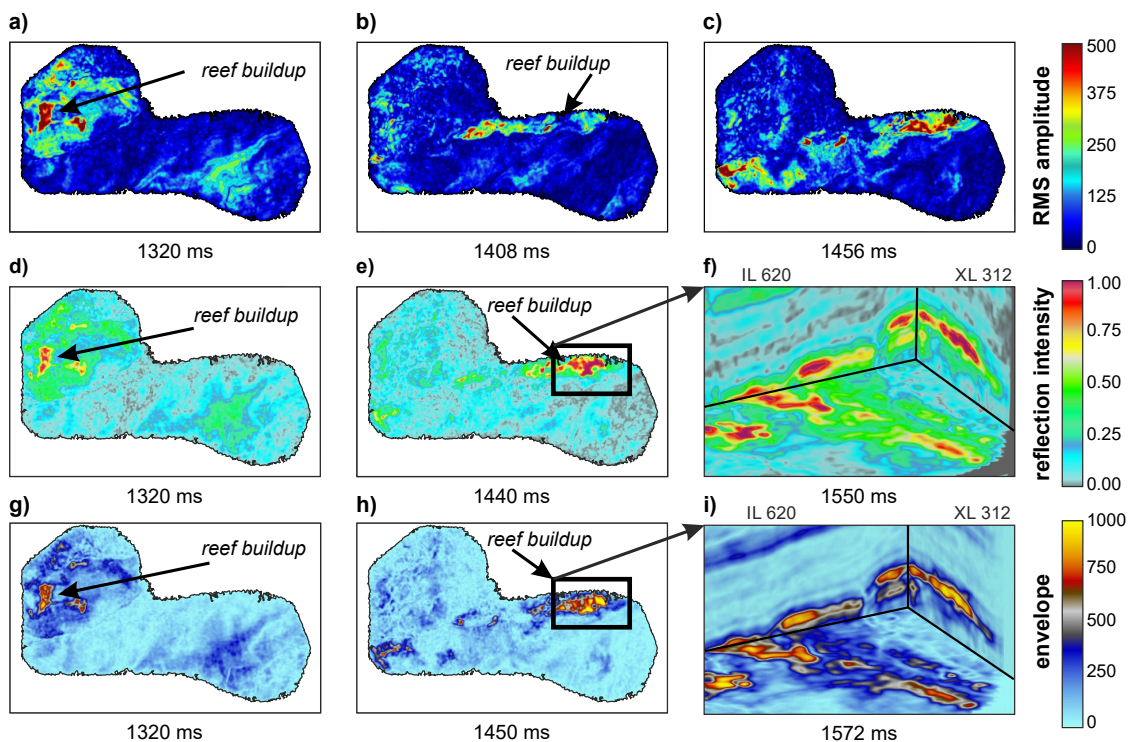 a)
b)
c)
reef buildup
reef buildup
500
375
250
125
0
RMS amplitude
1320 ms
1408 ms
1456 ms
d)
e)
f)
IL 620
XL 312
reef buildup
reef buildup
1.00
0.75
0.50
0.25
0.00
reflection intensity
1320 ms
1440 ms
1550 ms
g)
h)
i)
IL 620
XL 312
reef buildup
reef buildup
1000
750
500
250
0
envelope
1320 ms
1450 ms
1572 ms